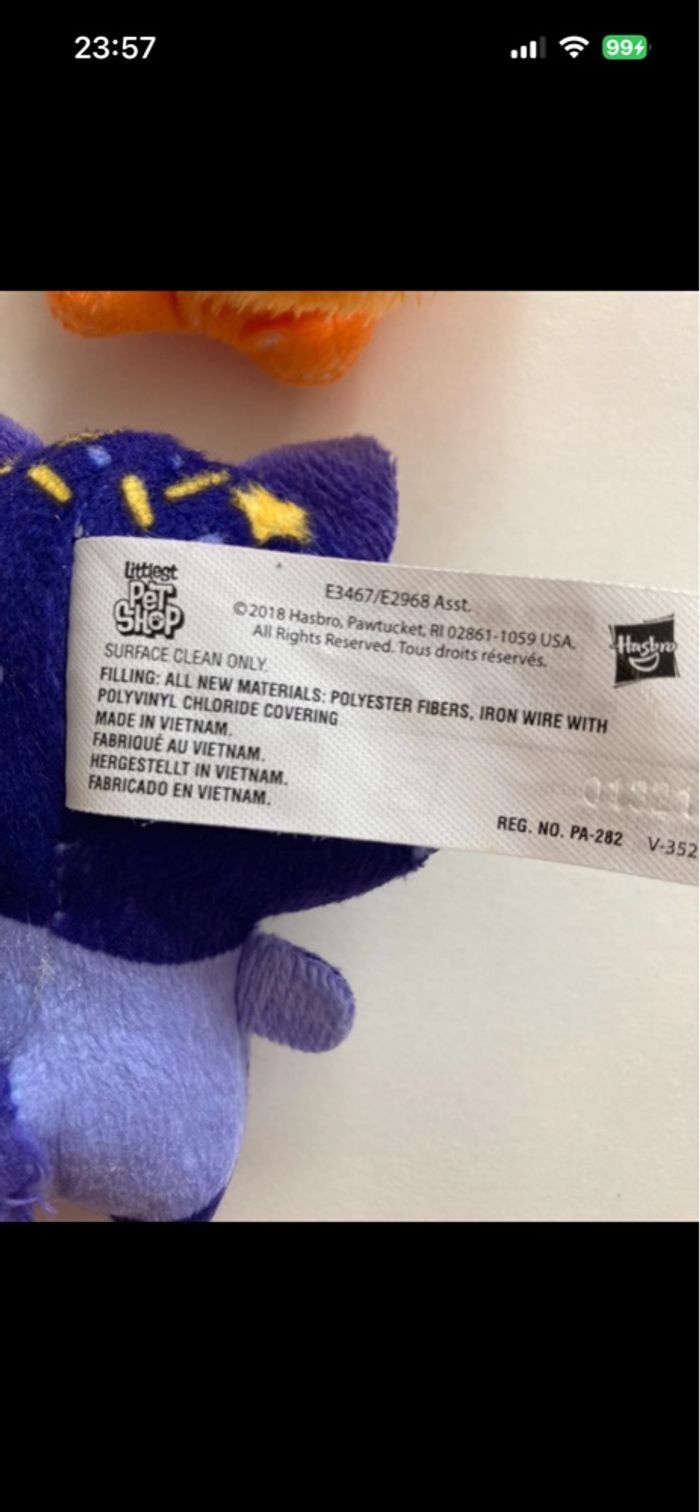 23:57
99
Littlest
PET
SHOP
E3467/E2968 Asst.
©2018 Hasbro, Pawtucket, RI 02861-1059 USA.
All Rights Reserved. Tous droits réservés.
Hasbro
SURFACE CLEAN ONLY.
FILLING: ALL NEW MATERIALS: POLYESTER FIBERS, IRON WIRE WITH
POLYVINYL CHLORIDE COVERING
MADE IN VIETNAM.
FABRIQUÉ AU VIETNAM.
HERGESTELLT IN VIETNAM.
FABRICADO EN VIETNAM.
REG. NO. PA-282 V-352